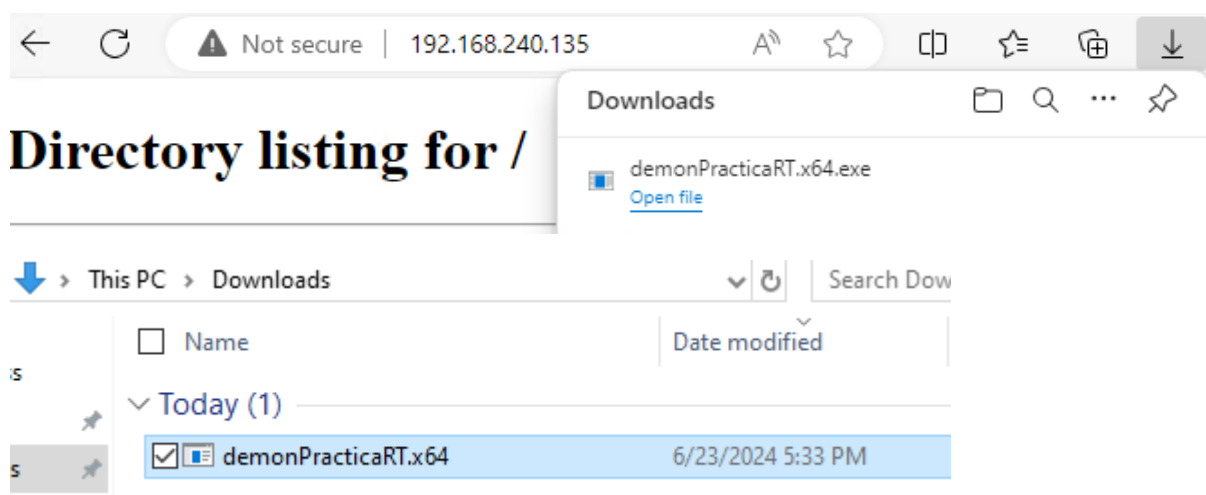 Not secure | 192.168.240.135
Downloads
Directory listing for /
demonPracticaRT.x64.exe
Open file
This PC > Downloads
Search Dow
Name
Date modified
ss
Today (1)
demonPracticaRT.x64
6/23/2024 5:33 PM
s